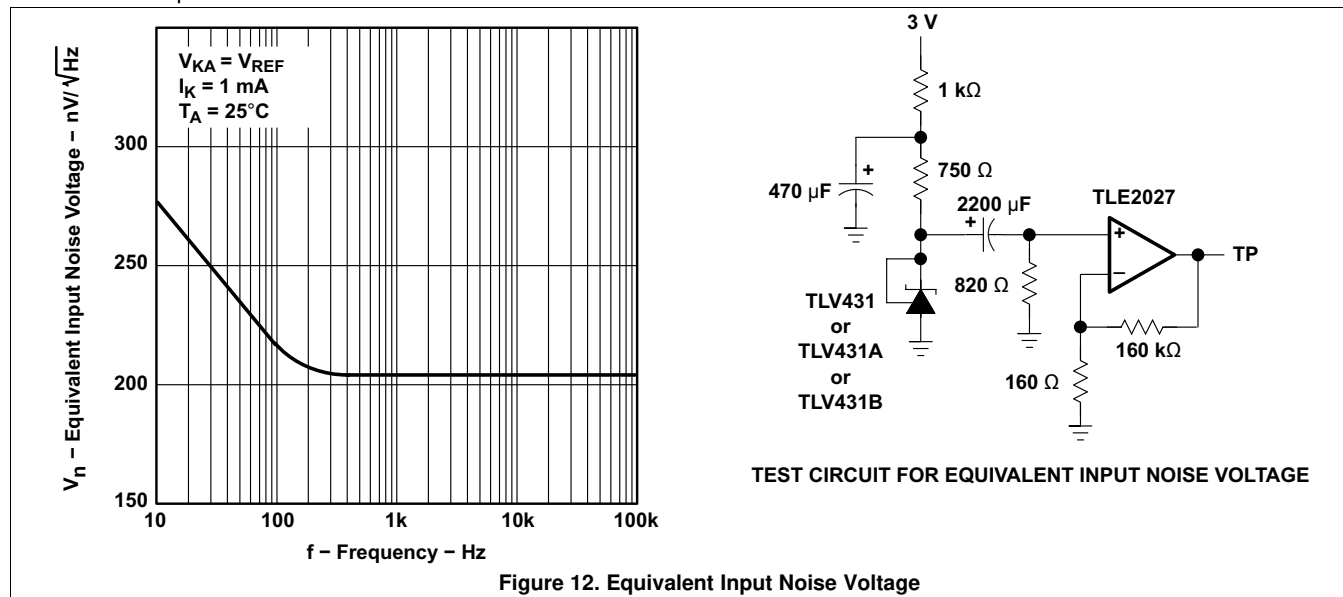 Vn – Equivalent Input Noise Voltage – nV/√Hz
VKA = VREF
IK = 1 mA
TA = 25°C
300
250
200
150
10
100
1k
10k
100k
f – Frequency – Hz
3 V
1 kΩ
750 Ω
470 µF
+
2200 µF
+
TLE2027
+
–
TP
820 Ω
TLV431
or
TLV431A
or
TLV431B
160 kΩ
160 Ω
TEST CIRCUIT FOR EQUIVALENT INPUT NOISE VOLTAGE
Figure 12. Equivalent Input Noise Voltage